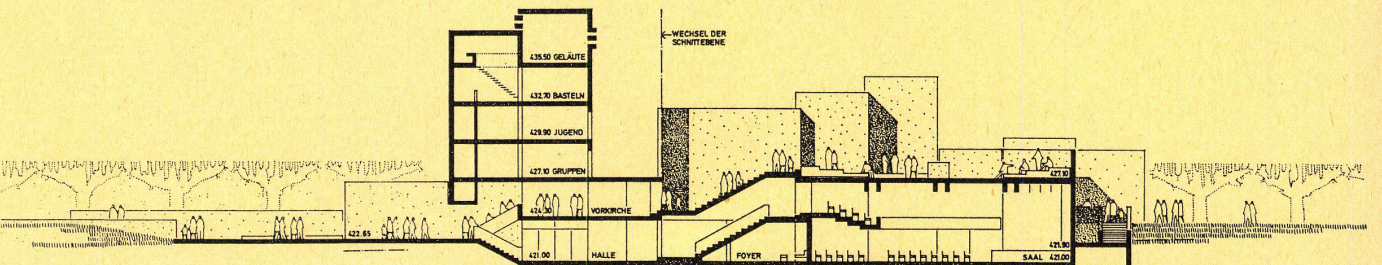 WECHSEL DER
SCHNITTEBENE
435.50 GELÄUTE
432.70 BASTELN
429.90 JUGEND
427.10 GRUPPEN
427.10
424.30 VORKIRCHE
422.65
421.90
421.00 HALLE
FOYER
SAAL 421.00